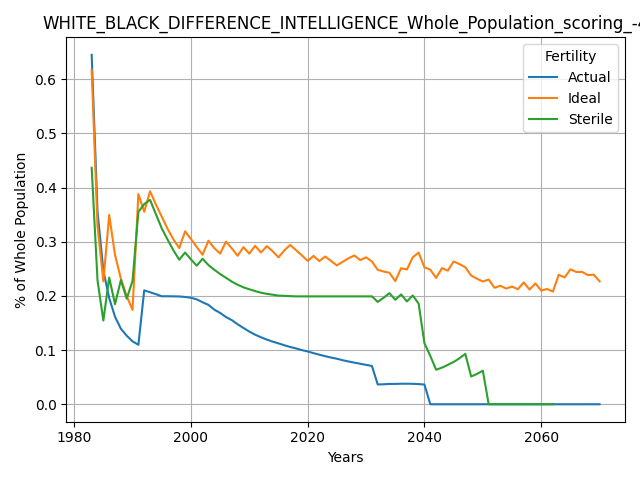 WHITE_BLACK_DIFFERENCE_INTELLIGENCE_Whole_Population_scoring_-
Fertility
Actual
Ideal
Sterile
% of Whole Population
0.6
0.5
0.4
0.3
0.2
0.1
0.0
1980 2000 2020 2040 2060
Years